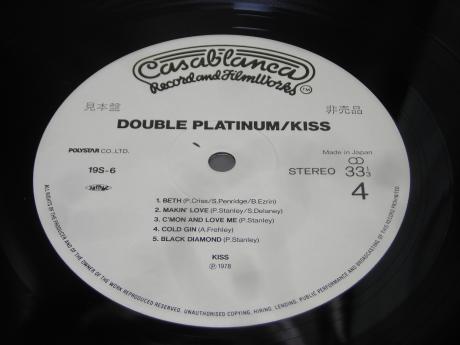 Casablanca
Record and FilmWorks
TM
見本盤
非売品
DOUBLE PLATINUM/KISS
POLYSTAR CO., LTD.
Made in Japan
19S-6
STEREO 33 1/3
4
1. BETH (P.Criss/S.Penridge/B.Ezrin)
2. MAKIN' LOVE (P.Stanley/S.Delaney)
3. C'MON AND LOVE ME (P.Stanley)
4. COLD GIN (A.Frehley)
5. BLACK DIAMOND (P.Stanley)
KISS
Ⓟ 1978
ALL RIGHTS OF THE PRODUCER AND OF THE OWNER OF THE WORK REPRODUCED RESERVED. UNAUTHORISED COPYING, HIRING, LENDING, PUBLIC PERFORMANCE AND BROADCASTING OF THIS RECORD PROHIBITED